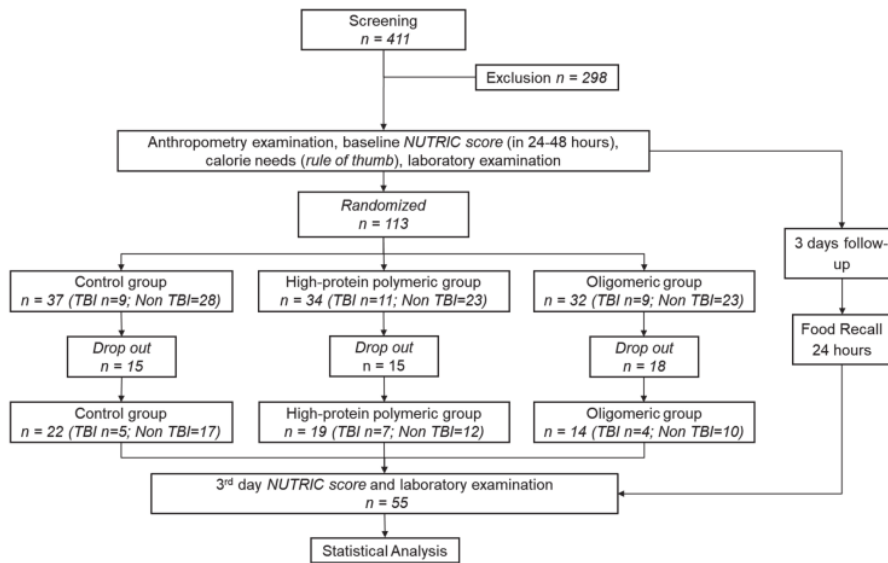 Screening
n = 411
Exclusion n = 298
Anthropometry examination, baseline NUTRIC score (in 24-48 hours),
calorie needs (rule of thumb), laboratory examination
Randomized
n = 113
3 days follow-
up
Control group
n = 37 (TBI n=9; Non TBI=28)
High-protein polymeric group
n = 34 (TBI n=11; Non TBI=23)
Oligomeric group
n = 32 (TBI n=9; Non TBI=23)
Food Recall
24 hours
Drop out
n = 15
Drop out
n = 15
Drop out
n = 18
Control group
n = 22 (TBI n=5; Non TBI=17)
High-protein polymeric group
n = 19 (TBI n=7; Non TBI=12)
Oligomeric group
n = 14 (TBI n=4; Non TBI=10)
3rd day NUTRIC score and laboratory examination
n = 55
Statistical Analysis